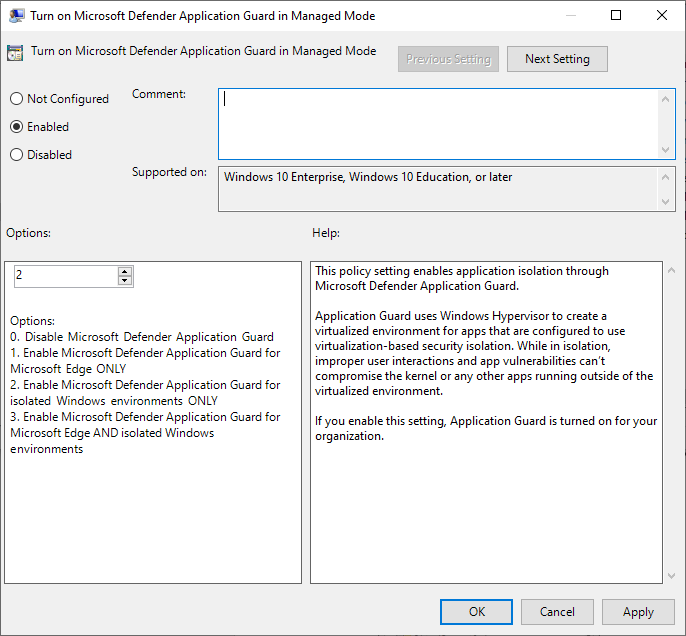 Turn on Microsoft Defender Application Guard in Managed Mode
Turn on Microsoft Defender Application Guard in Managed Mode
Previous Setting
Next Setting
Not Configured
Enabled
Disabled
Comment:
Supported on:
Windows 10 Enterprise, Windows 10 Education, or later
Options:
Help:
2
Options:
0. Disable Microsoft Defender Application Guard
1. Enable Microsoft Defender Application Guard for
Microsoft Edge ONLY
2. Enable Microsoft Defender Application Guard for
isolated Windows environments ONLY
3. Enable Microsoft Defender Application Guard for
Microsoft Edge AND isolated Windows
environments
This policy setting enables application isolation through
Microsoft Defender Application Guard.
Application Guard uses Windows Hypervisor to create a
virtualized environment for apps that are configured to use
virtualization-based security isolation. While in isolation,
improper user interactions and app vulnerabilities can't
compromise the kernel or any other apps running outside of the
virtualized environment.
If you enable this setting, Application Guard is turned on for your
organization.
OK
Cancel
Apply